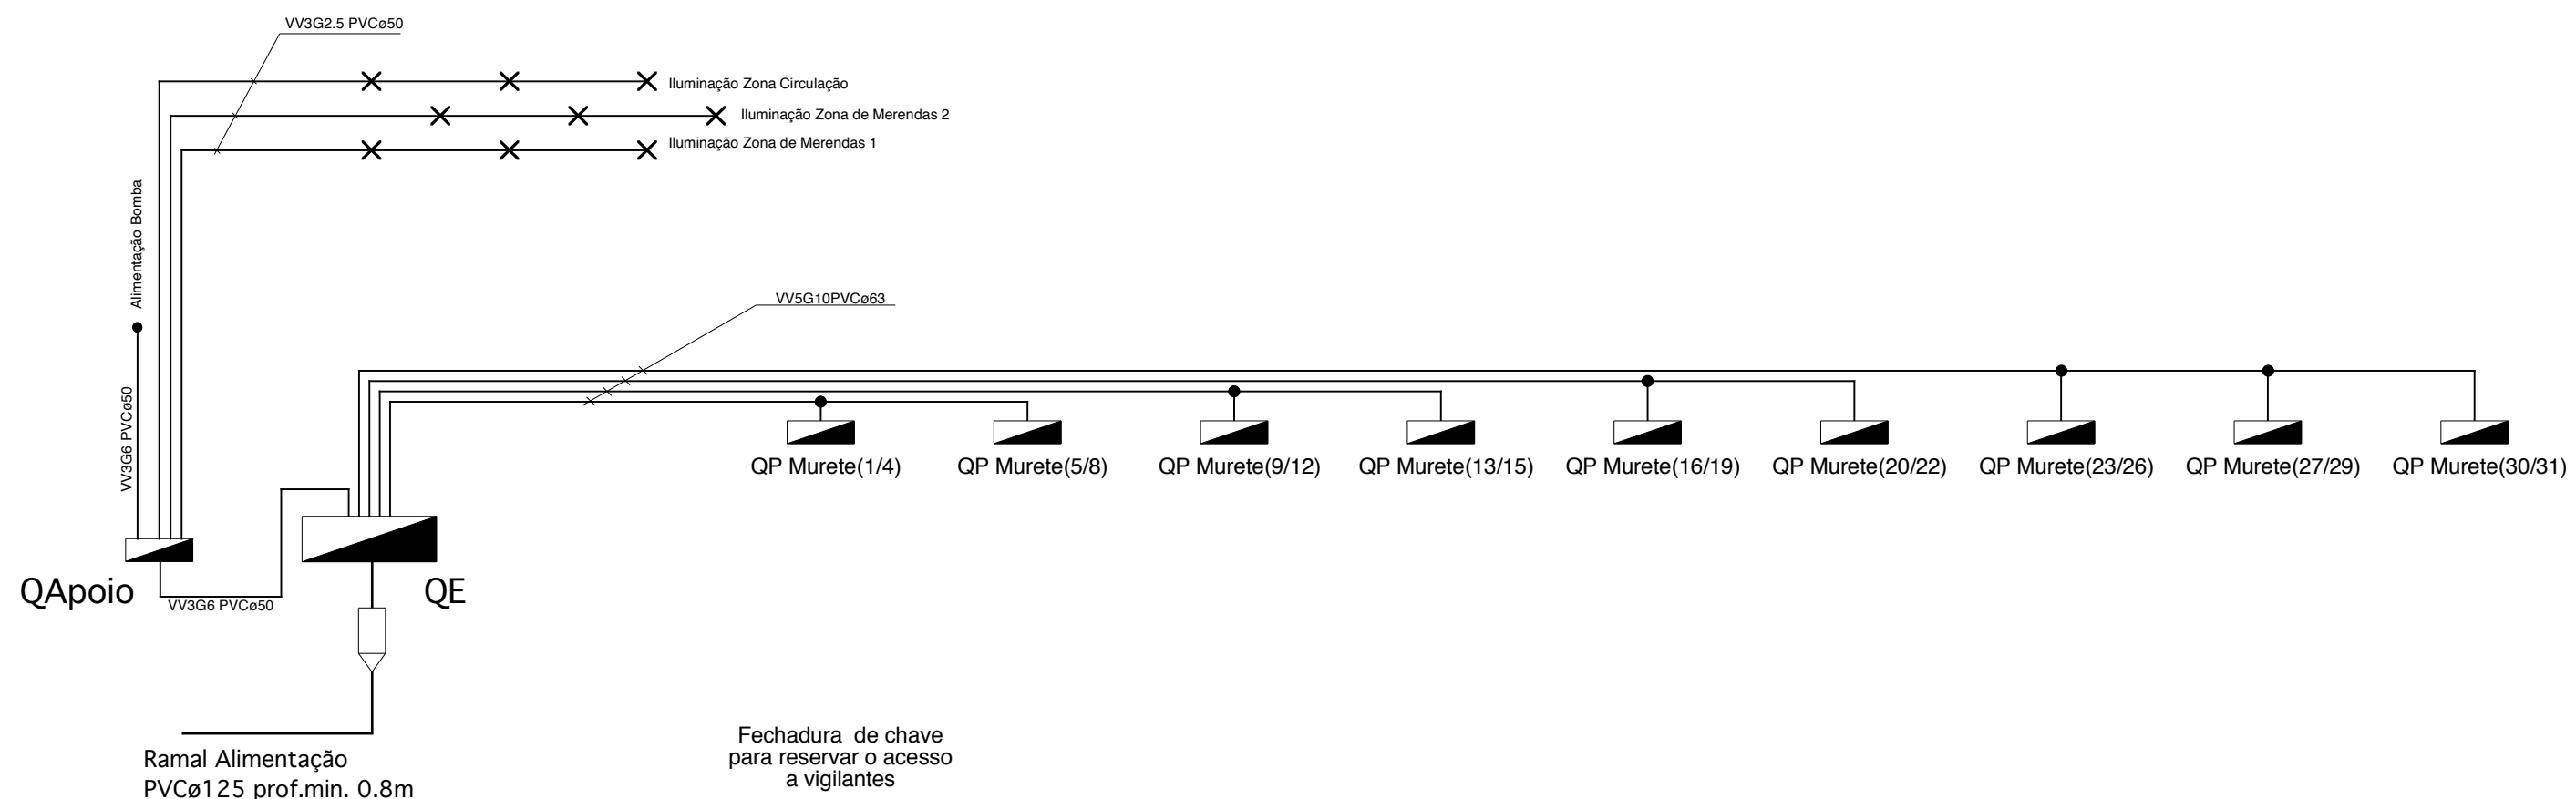 VV3G2.5 PVCø50
Iluminação Zona Circulação
Iluminação Zona de Merendas 2
Iluminação Zona de Merendas 1
Alimentação Bomba
VV3G6 PVCø50
VV5G10PVCø63
QP Murete(1/4)
QP Murete(5/8)
QP Murete(9/12)
QP Murete(13/15)
QP Murete(16/19)
QP Murete(20/22)
QP Murete(23/26)
QP Murete(27/29)
QP Murete(30/31)
QApoio
VV3G6 PVCø50
QE
Ramal Alimentação
PVCø125 prof.min. 0.8m
Fechadura de chave
para reservar o acesso
a vigilantes